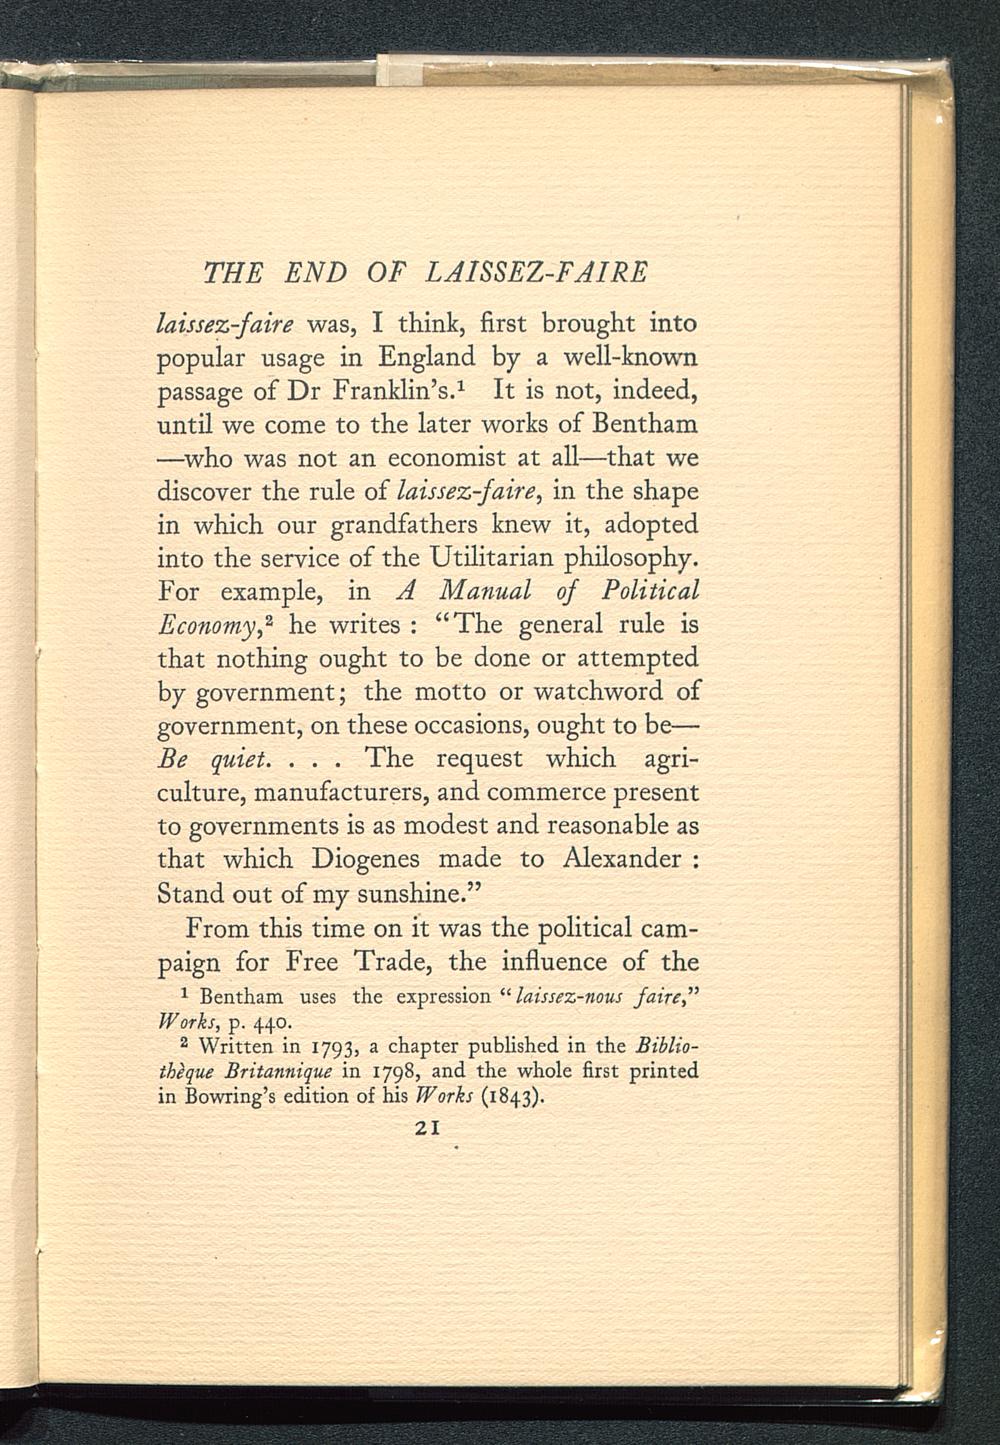 THE END OF LAISSEZ-FAIRE
laissez-faire was, I think, first brought into
popular usage in England by a well-known
passage of Dr Franklin's.¹ It is not, indeed,
until we come to the later works of Bentham
—who was not an economist at all—that we
discover the rule of laissez-faire, in the shape
in which our grandfathers knew it, adopted
into the service of the Utilitarian philosophy.
For example, in A Manual of Political
Economy,² he writes : “The general rule is
that nothing ought to be done or attempted
by government; the motto or watchword of
government, on these occasions, ought to be—
Be quiet. . . . The request which agri-
culture, manufacturers, and commerce present
to governments is as modest and reasonable as
that which Diogenes made to Alexander :
Stand out of my sunshine.”
From this time on it was the political cam-
paign for Free Trade, the influence of the
¹ Bentham uses the expression “laissez-nous faire,”
Works, p. 440.
² Written in 1793, a chapter published in the Biblio-
thèque Britannique in 1798, and the whole first printed
in Bowring's edition of his Works (1843).
21